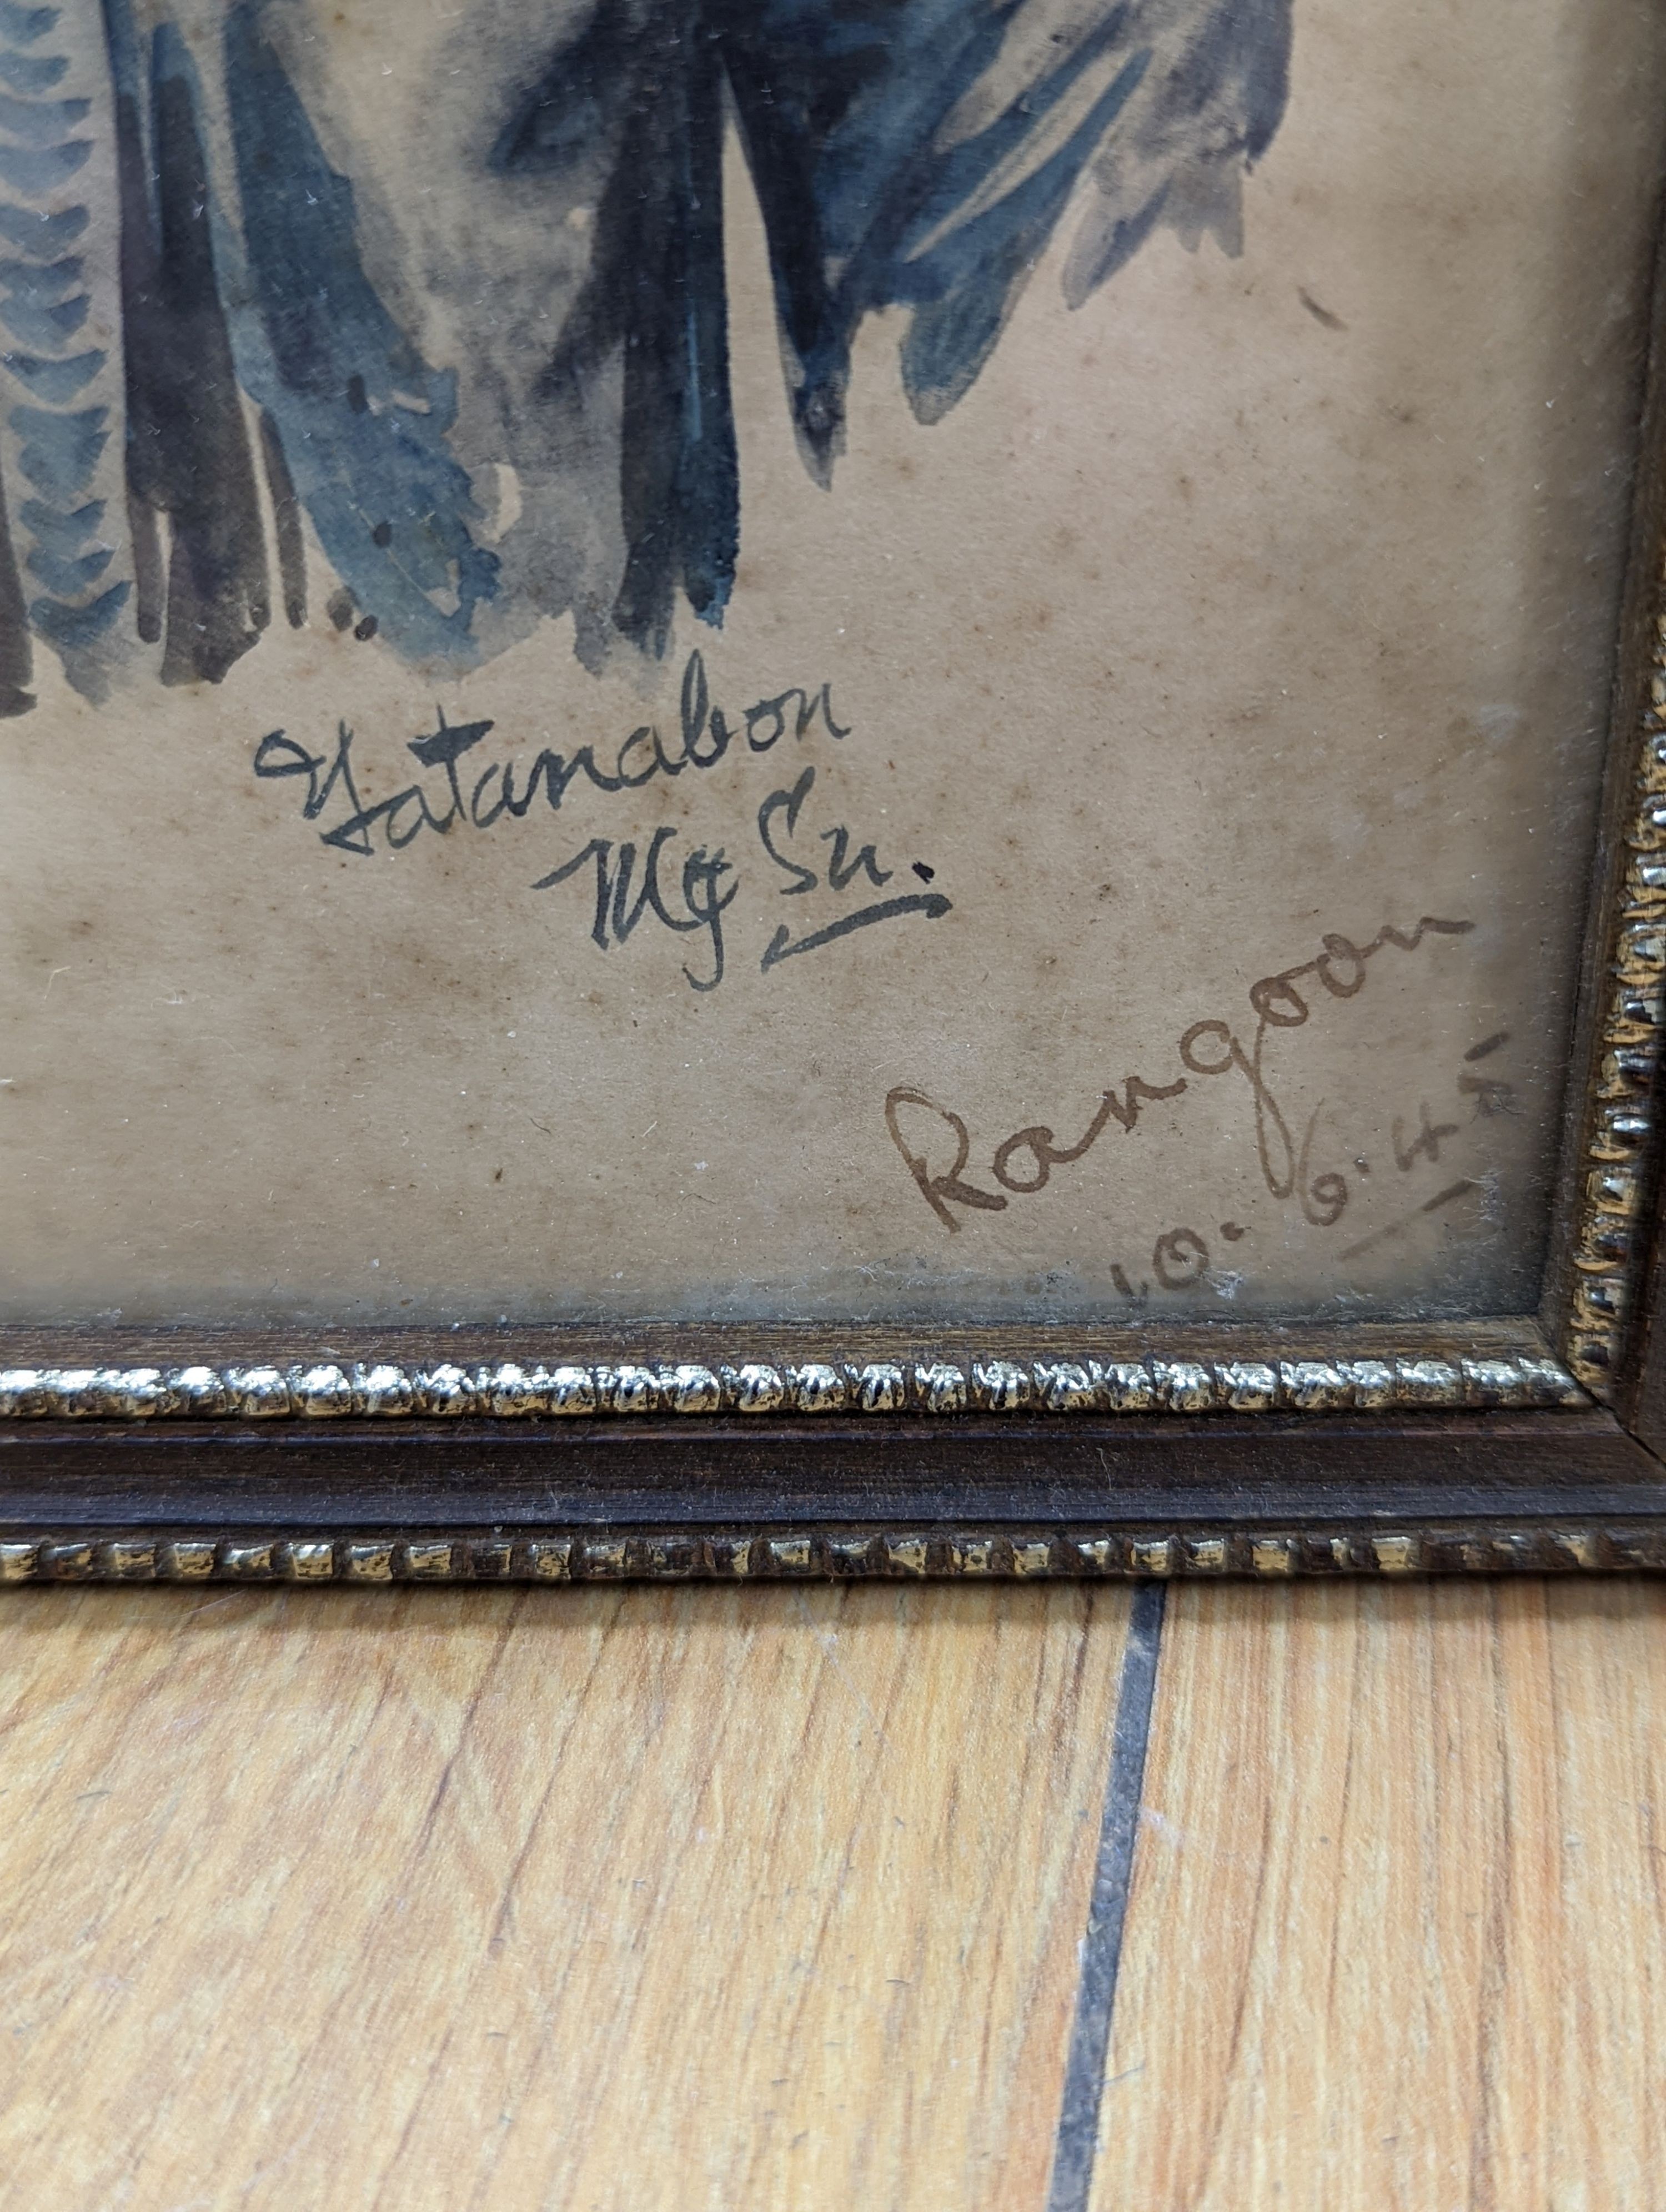 Yatanabon
Mg Su.
Rangoon
10.6.45